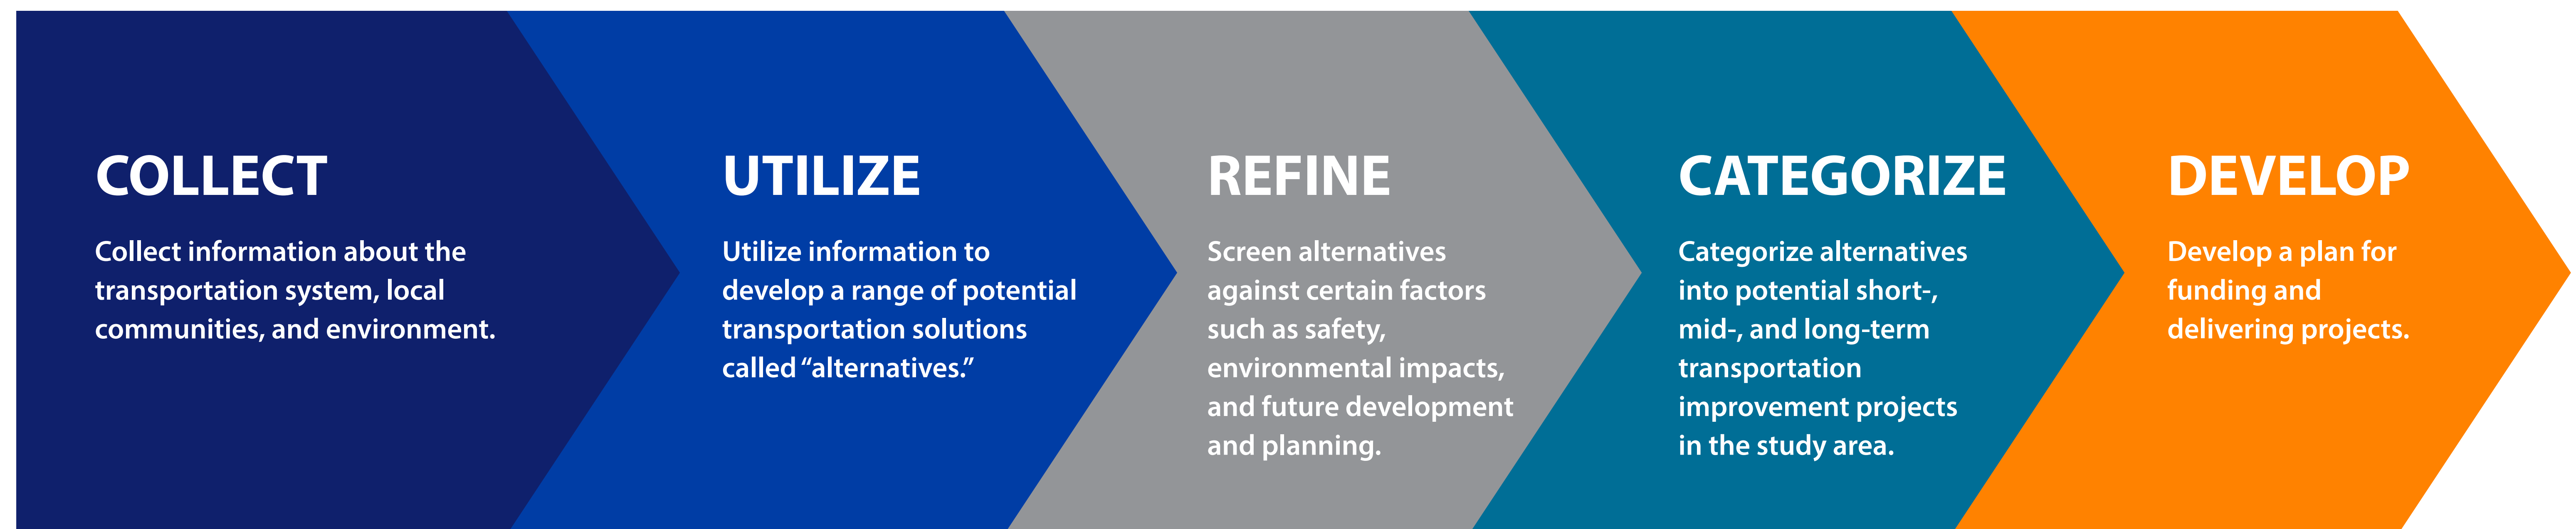 COLLECT
Collect information about the
transportation system, local
communities, and environment.
UTILIZE
Utilize information to
develop a range of potential
transportation solutions
called “alternatives.”
REFINE
Screen alternatives
against certain factors
such as safety,
environmental impacts,
and future development
and planning.
CATEGORIZE
Categorize alternatives
into potential short-,
mid-, and long-term
transportation
improvement projects
in the study area.
DEVELOP
Develop a plan for
funding and
delivering projects.